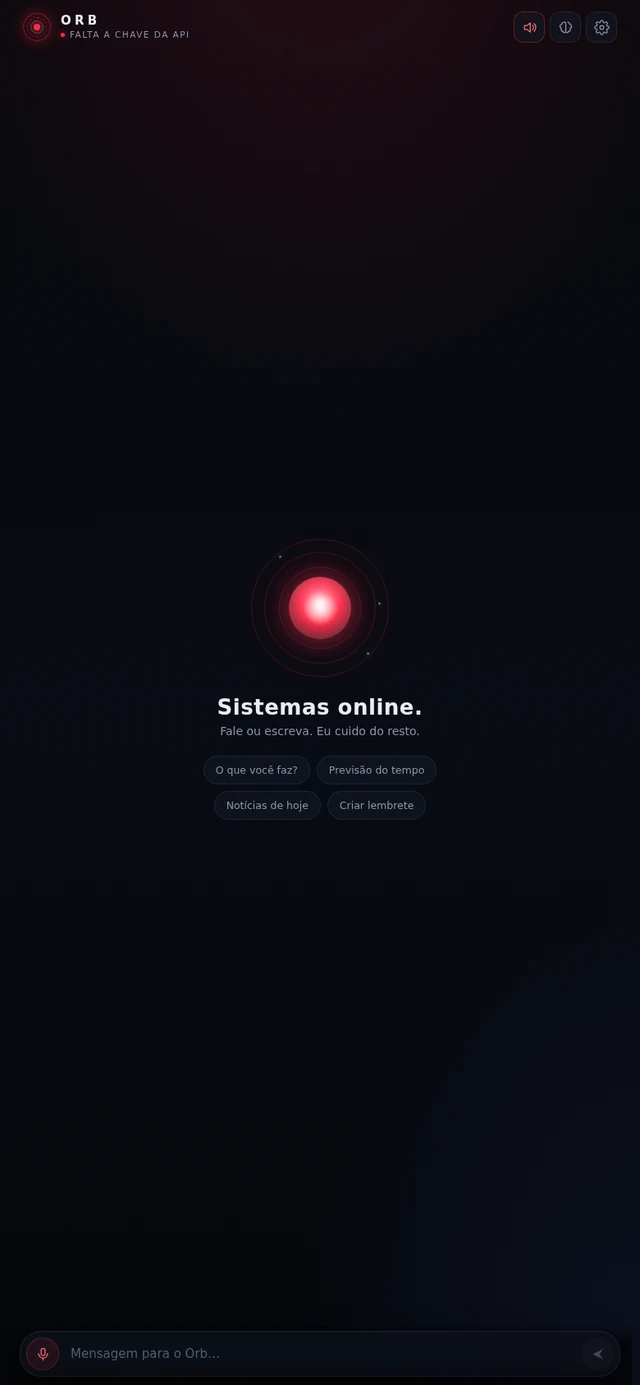 ORB
FALTA A CHAVE DA API
Sistemas online.
Fale ou escreva. Eu cuido do resto.
O que você faz?
Previsão do tempo
Notícias de hoje
Criar lembrete
Mensagem para o Orb...